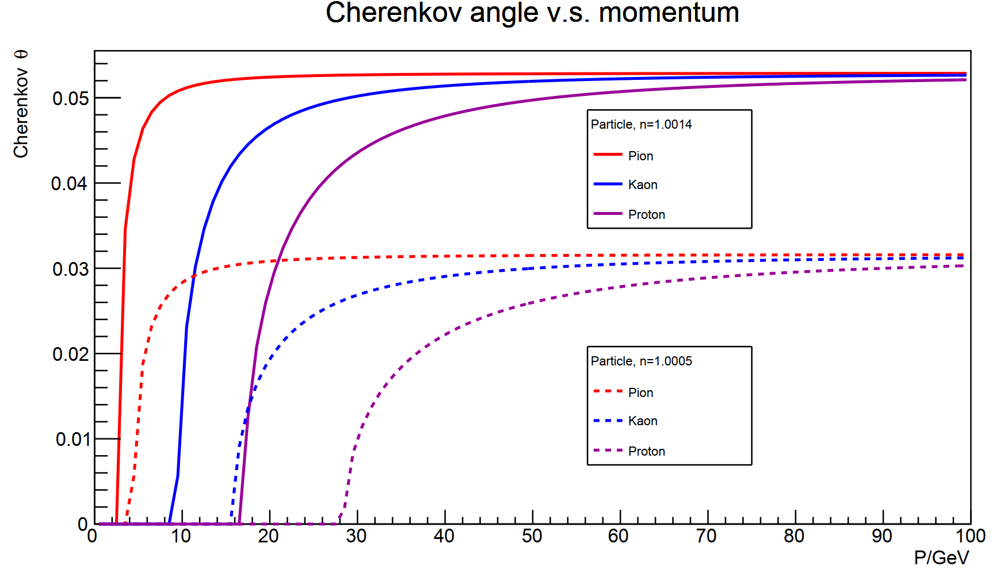 Cherenkov angle v.s. momentum
Cherenkov θ
0.05
0.04
0.03
0.02
0.01
0
Particle, n=1.0014
Pion
Kaon
Proton
Particle, n=1.0005
Pion
Kaon
Proton
0 10 20 30 40 50 60 70 80 90 100
P/GeV